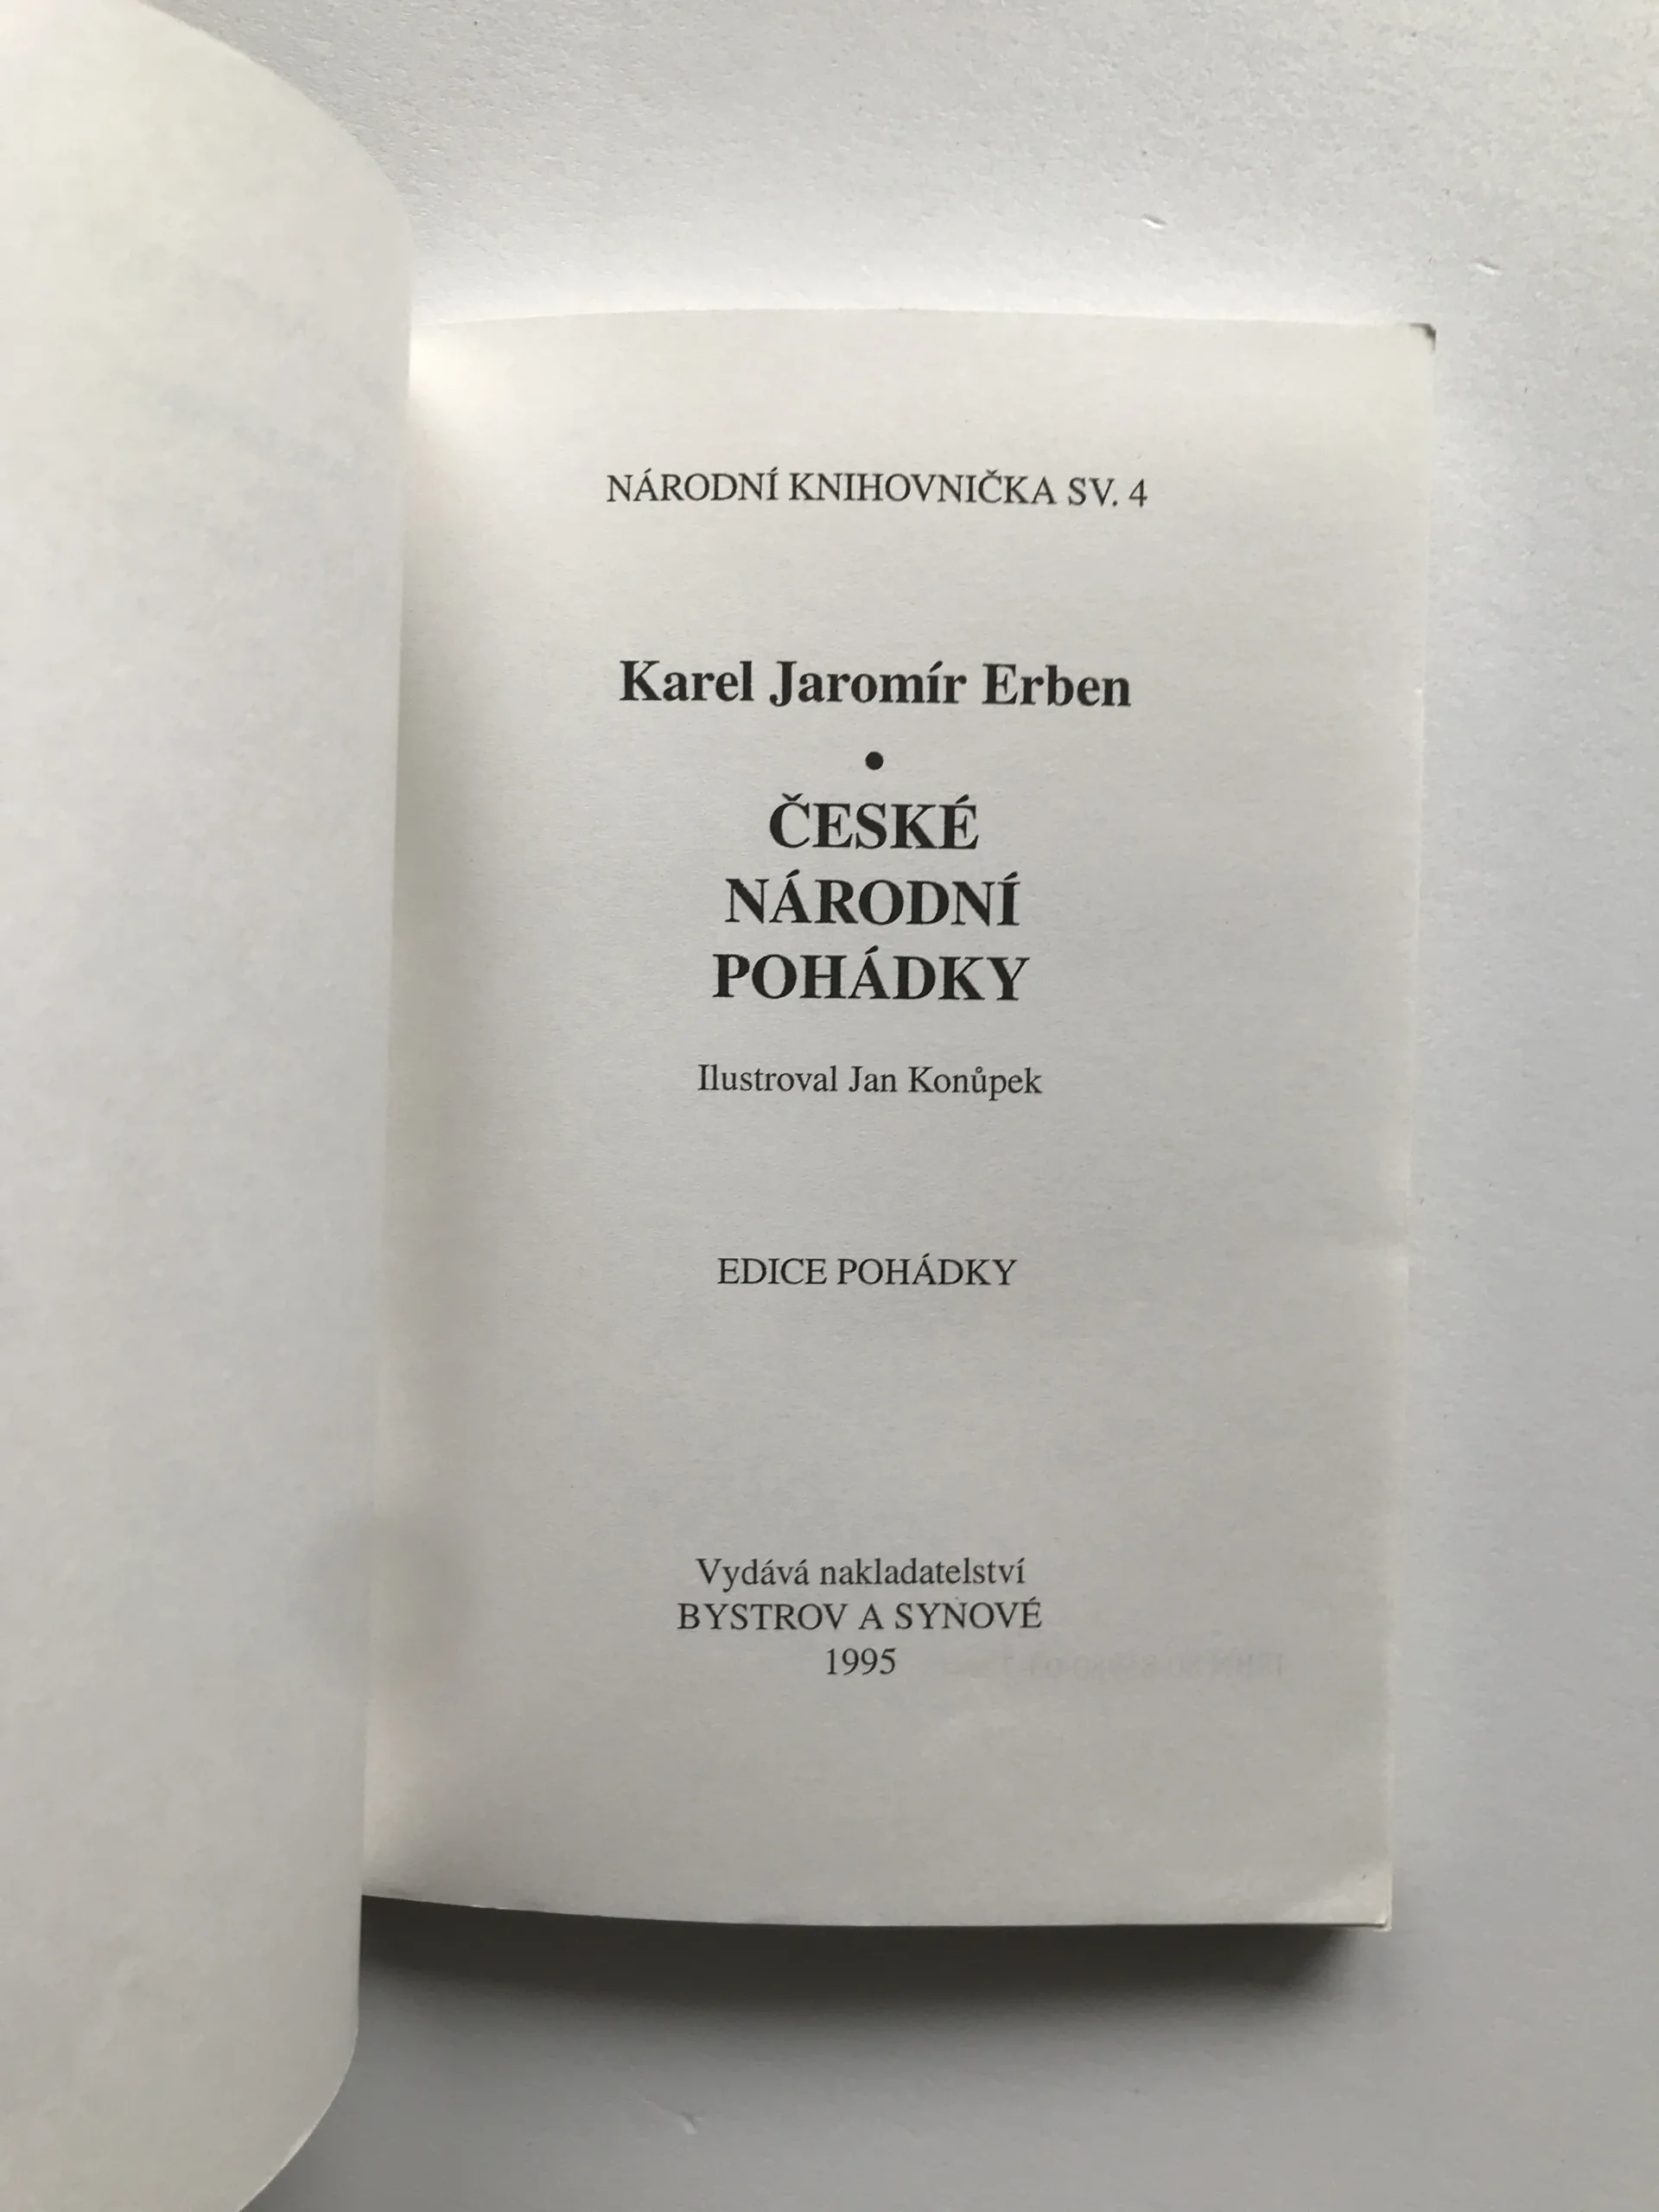 NÁRODNÍ KNIHOVNIČKA SV. 4
Karel Jaromír Erben
•
ČESKÉ
NÁRODNÍ
POHÁDKY
Ilustroval Jan Konůpek
EDICE POHÁDKY
Vydává nakladatelství
BYSTROV A SYNOVÉ
1995